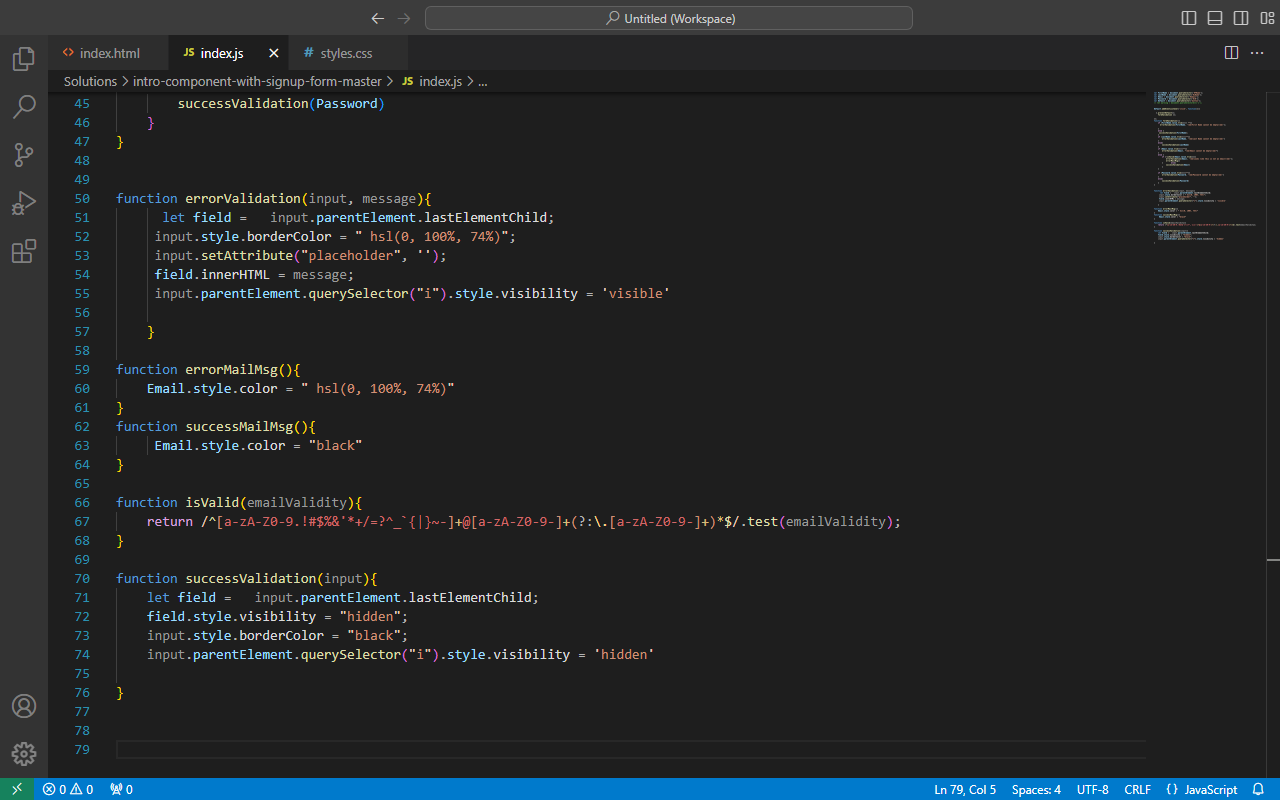 Untitled (Workspace)
index.html
JS index.js
# styles.css
Solutions > intro-component-with-signup-form-master > JS index.js > ...
45 successValidation(Password)
46 }
47 }
48
49
50 function errorValidation(input, message){
51 let field =   input.parentElement.lastElementChild;
52 input.style.borderColor = " hsl(0, 100%, 74%)";
53 input.setAttribute("placeholder", '');
54 field.innerHTML = message;
55 input.parentElement.querySelector("i").style.visibility = 'visible'
56
57 }
58
59 function errorMailMsg(){
60 Email.style.color = " hsl(0, 100%, 74%)"
61 }
62 function successMailMsg(){
63 Email.style.color = "black"
64 }
65
66 function isValid(emailValidity){
67 return /^[a-zA-Z0-9.!#$%&'*+/=?^_`{|}~-]+@[a-zA-Z0-9-]+(?:\.[a-zA-Z0-9-]+)*$/.test(emailValidity);
68 }
69
70 function successValidation(input){
71 let field =   input.parentElement.lastElementChild;
72 field.style.visibility = "hidden";
73 input.style.borderColor = "black";
74 input.parentElement.querySelector("i").style.visibility = 'hidden'
75
76 }
77
78
79
0 0 0 Ln 79, Col 5 Spaces: 4 UTF-8 CRLF {} JavaScript